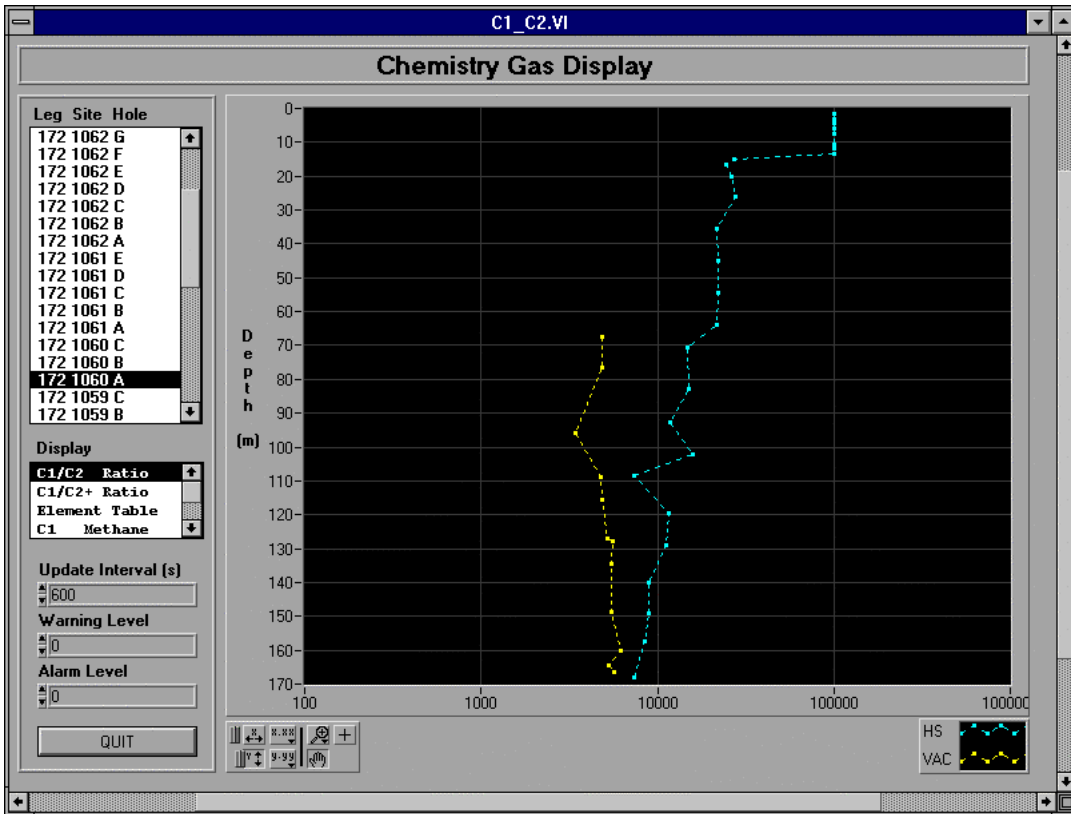 C1_C2.VI
Chemistry Gas Display
Leg Site Hole
172 1062 G
172 1062 F
172 1062 E
172 1062 D
172 1062 C
172 1062 B
172 1062 A
172 1061 E
172 1061 D
172 1061 C
172 1061 B
172 1061 A
172 1060 C
172 1060 B
172 1060 A
172 1059 C
172 1059 B
Display
C1/C2 Ratio
C1/C2+ Ratio
Element Table
C1 Methane
Update Interval (s)
600
Warning Level
0
Alarm Level
0
QUIT
Depth
(m)
0
10
20
30
40
50
60
70
80
90
100
110
120
130
140
150
160
170
100
1000
10000
100000
100000
X
X.XX
Y
y.yy
HS
VAC